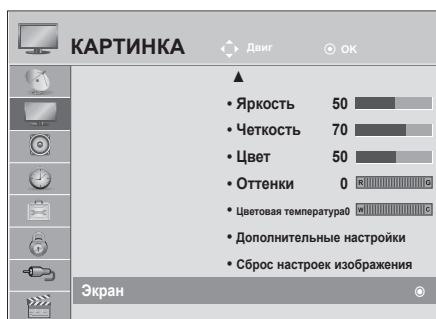 КАРТИНКА Двиг OK
• Яркость 50
• Четкость 70
• Цвет 50
• Оттенки 0 R G
• Цветовая температура0 W C
• Дополнительные настройки
• Сброс настроек изображения
Экран